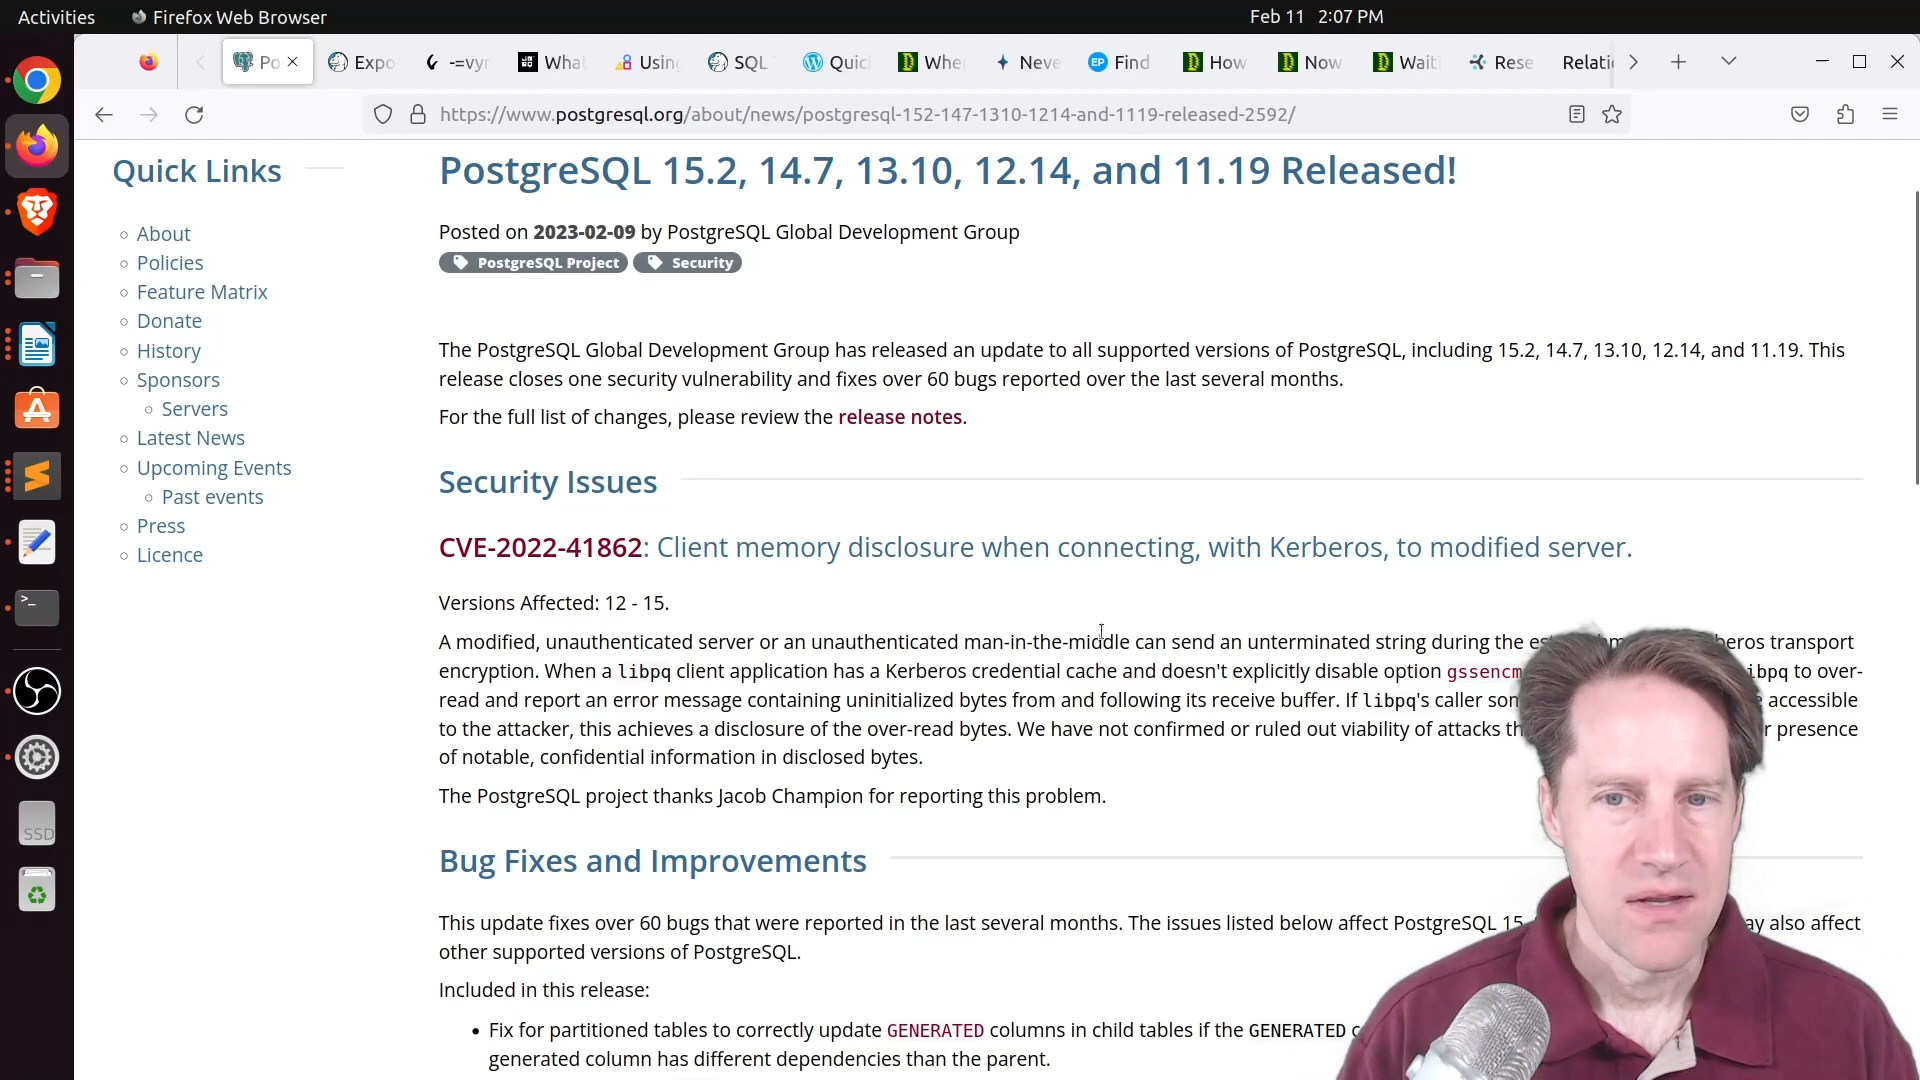 Activities
Firefox Web Browser
Feb 11 2:07 PM
Po
Expo
-=vyr
What
Using
SQL
Quic
Whe
Neve
Find
How
Now
Wait
Rese
Relati
https://www.postgresql.org/about/news/postgresql-152-147-1310-1214-and-1119-released-2592/
Quick Links
About
Policies
Feature Matrix
Donate
History
Sponsors
Servers
Latest News
Upcoming Events
Past events
Press
Licence
SSD
PostgreSQL 15.2, 14.7, 13.10, 12.14, and 11.19 Released!
Posted on 2023-02-09 by PostgreSQL Global Development Group
PostgreSQL Project Security
The PostgreSQL Global Development Group has released an update to all supported versions of PostgreSQL, including 15.2, 14.7, 13.10, 12.14, and 11.19. This
release closes one security vulnerability and fixes over 60 bugs reported over the last several months.
For the full list of changes, please review the release notes.
Security Issues
CVE-2022-41862: Client memory disclosure when connecting, with Kerberos, to modified server.
Versions Affected: 12 - 15.
A modified, unauthenticated server or an unauthenticated man-in-the-middle can send an unterminated string during the transport
encryption. When a libpq client application has a Kerberos credential cache and doesn't explicitly disable option gssencm to over-
read and report an error message containing uninitialized bytes from and following its receive buffer. If libpq's caller accessible
to the attacker, this achieves a disclosure of the over-read bytes. We have not confirmed or ruled out viability of attacks presence
of notable, confidential information in disclosed bytes.
The PostgreSQL project thanks Jacob Champion for reporting this problem.
Bug Fixes and Improvements
This update fixes over 60 bugs that were reported in the last several months. The issues listed below affect PostgreSQL 15 also affect
other supported versions of PostgreSQL.
Included in this release:
Fix for partitioned tables to correctly update GENERATED columns in child tables if the GENERATED
generated column has different dependencies than the parent.